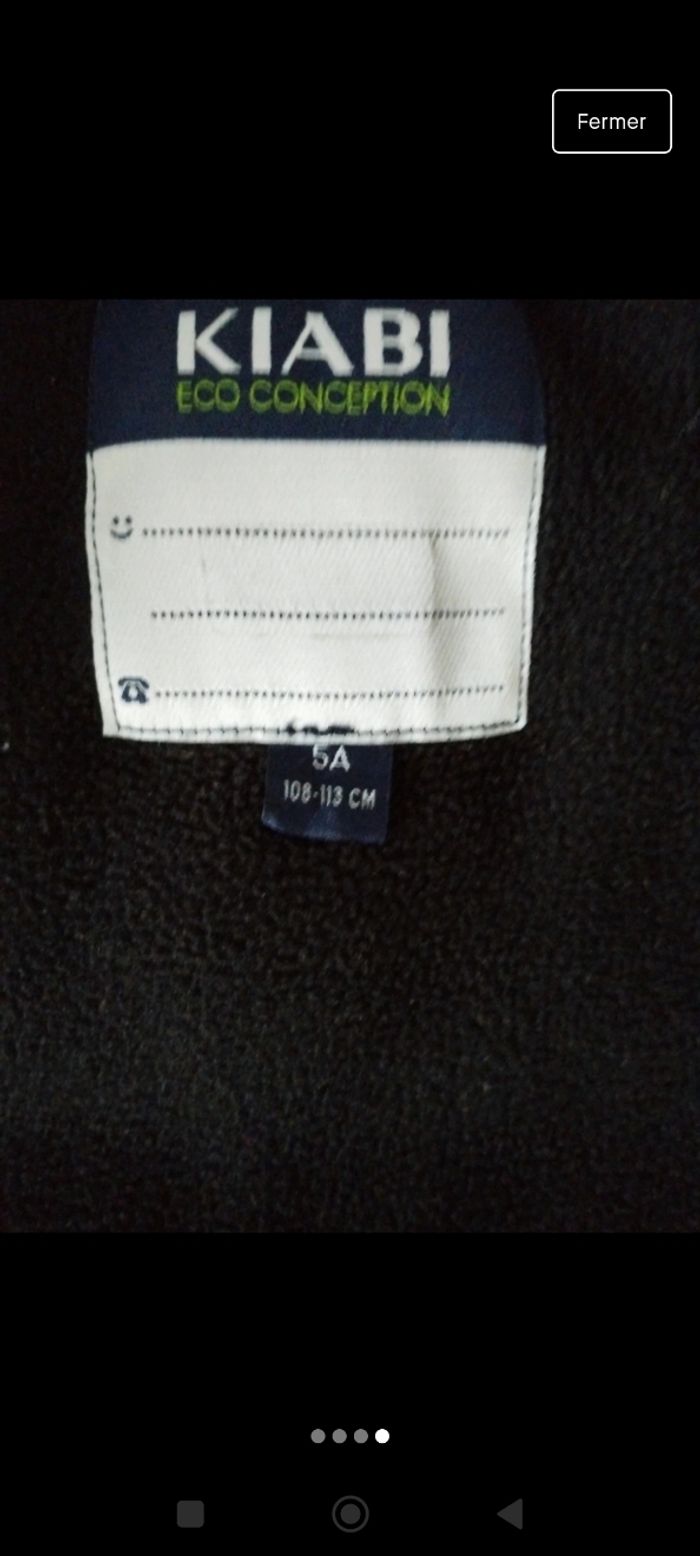 Fermer
KIABI
ECO CONCEPTION
5A
108-113 CM